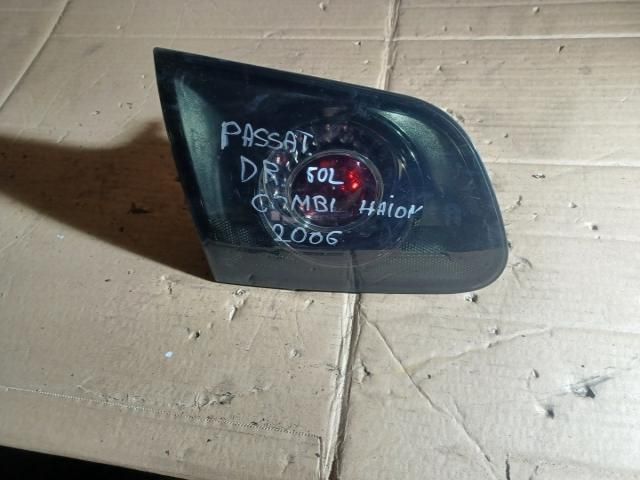 PASSAT
DR 50L
COMBI HAION
2006